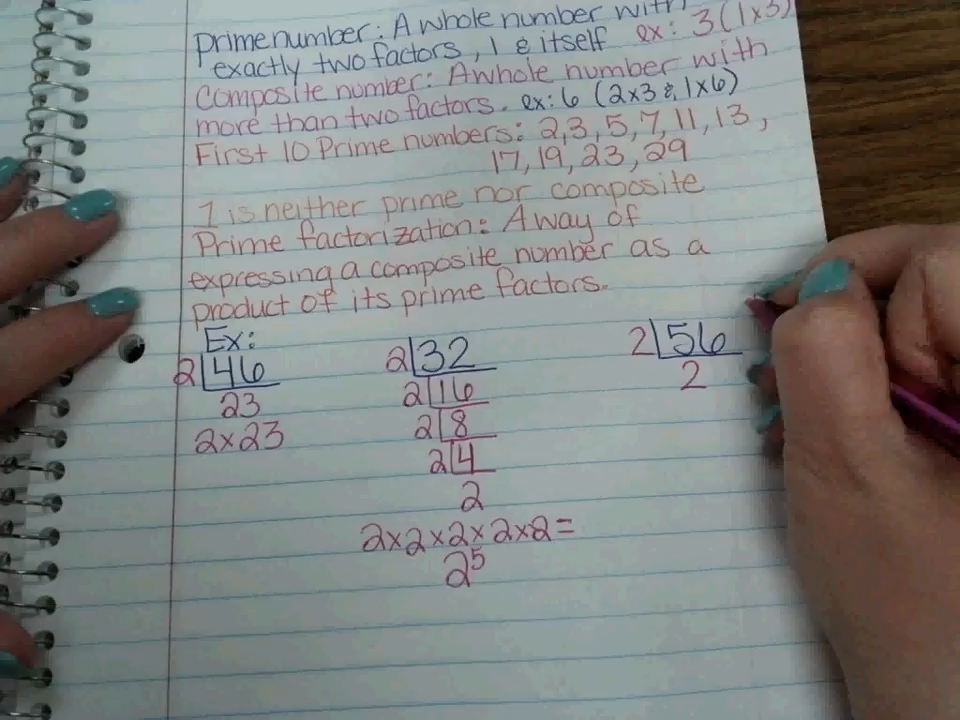 prime number: A whole number with
exactly two factors, 1 & itself ex: 3 (1x3)
Composite number: A whole number with
more than two factors. ex: 6 (2x3 & 1x6)
First 10 Prime numbers: 2, 3, 5, 7, 11, 13,
17, 19, 23, 29
1 is neither prime nor composite
Prime factorization: A way of
expressing a composite number as a
product of its prime factors.
Ex:
2 46
23
2x23
2 32
2 16
2 8
2 4
2
2x2x2x2x2=
2⁵
2 56
2